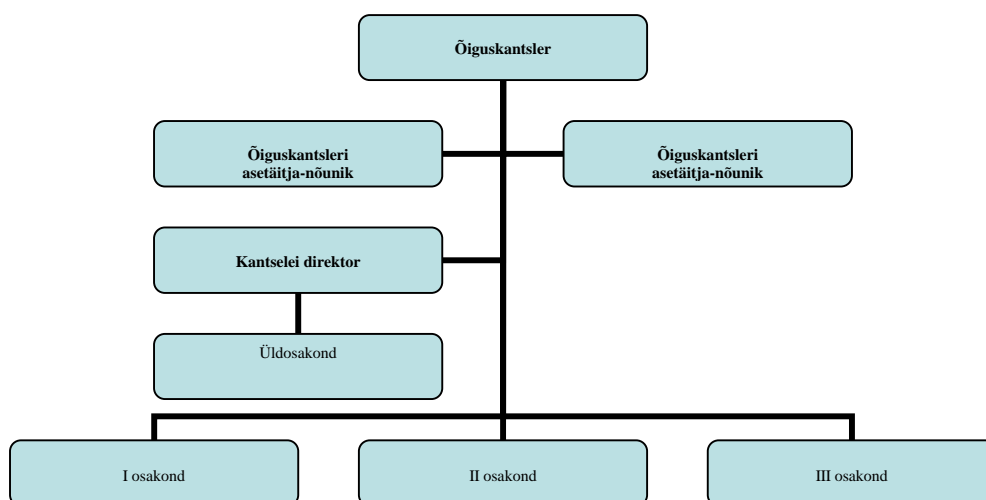 Õiguskantsler
Õiguskantsleri
asetäitja-nõunik
Õiguskantsleri
asetäitja-nõunik
Kantselei direktor
Üldosakond
I osakond
II osakond
III osakond